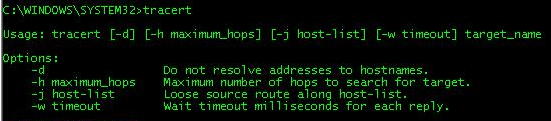 C:\WINDOWS\SYSTEM32>tracert
Usage: tracert [-d] [-h maximum_hops] [-j host-list] [-w timeout] target_name
Options:
-d Do not resolve addresses to hostnames.
-h maximum_hops Maximum number of hops to search for target.
-j host-list Loose source route along host-list.
-w timeout Wait timeout milliseconds for each reply.